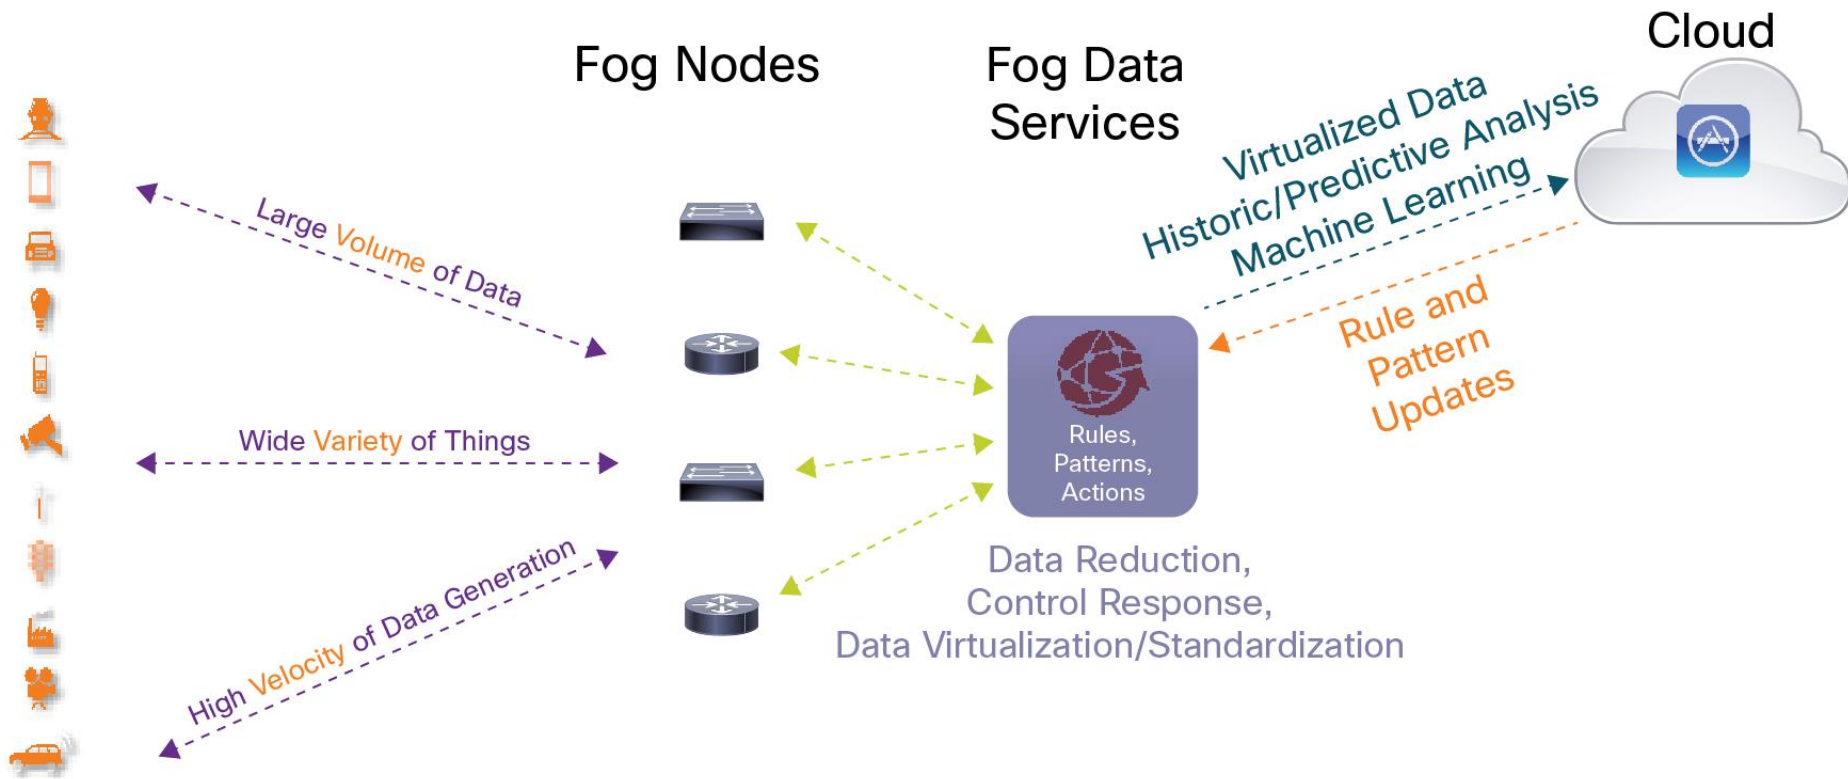 Cloud
Fog Nodes
Fog Data
Services
Virtualized Data
Historic/Predictive Analysis
Machine Learning
Large Volume of Data
Rule and
Pattern
Updates
Wide Variety of Things
Rules,
Patterns,
Actions
High Velocity of Data Generation
Data Reduction,
Control Response,
Data Virtualization/Standardization